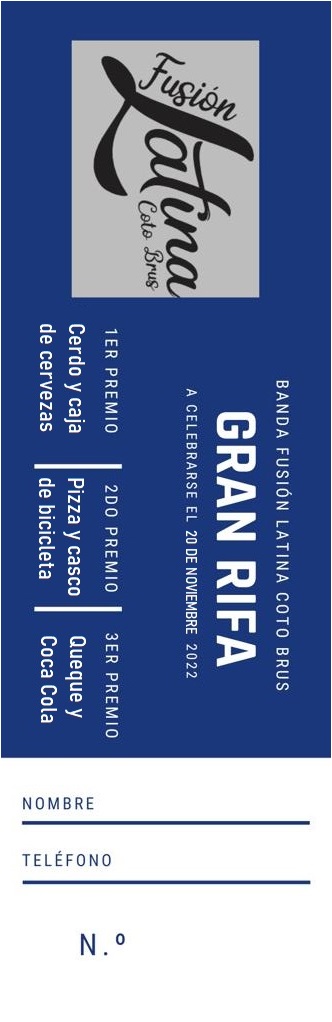 Fusión
Latina
Coto Brus
BANDA FUSIÓN LATINA COTO BRUS
GRAN RIFA
A CELEBRARSE EL 20 DE NOVIEMBRE 2022
1ER PREMIO
Cerdo y caja
de cervezas
2DO PREMIO
Pizza y casco
de bicicleta
3ER PREMIO
Queque y
Coca Cola
NOMBRE
TELÉFONO
N.º